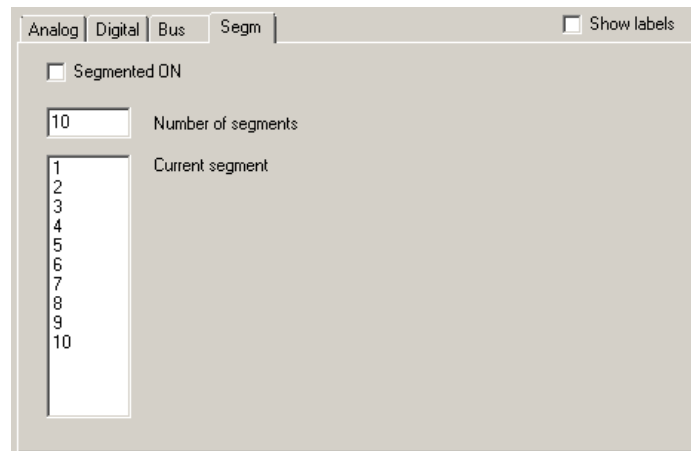 Analog Digital Bus Segm Show labels
Segmented ON
10 Number of segments
1 Current segment
2
3
4
5
6
7
8
9
10